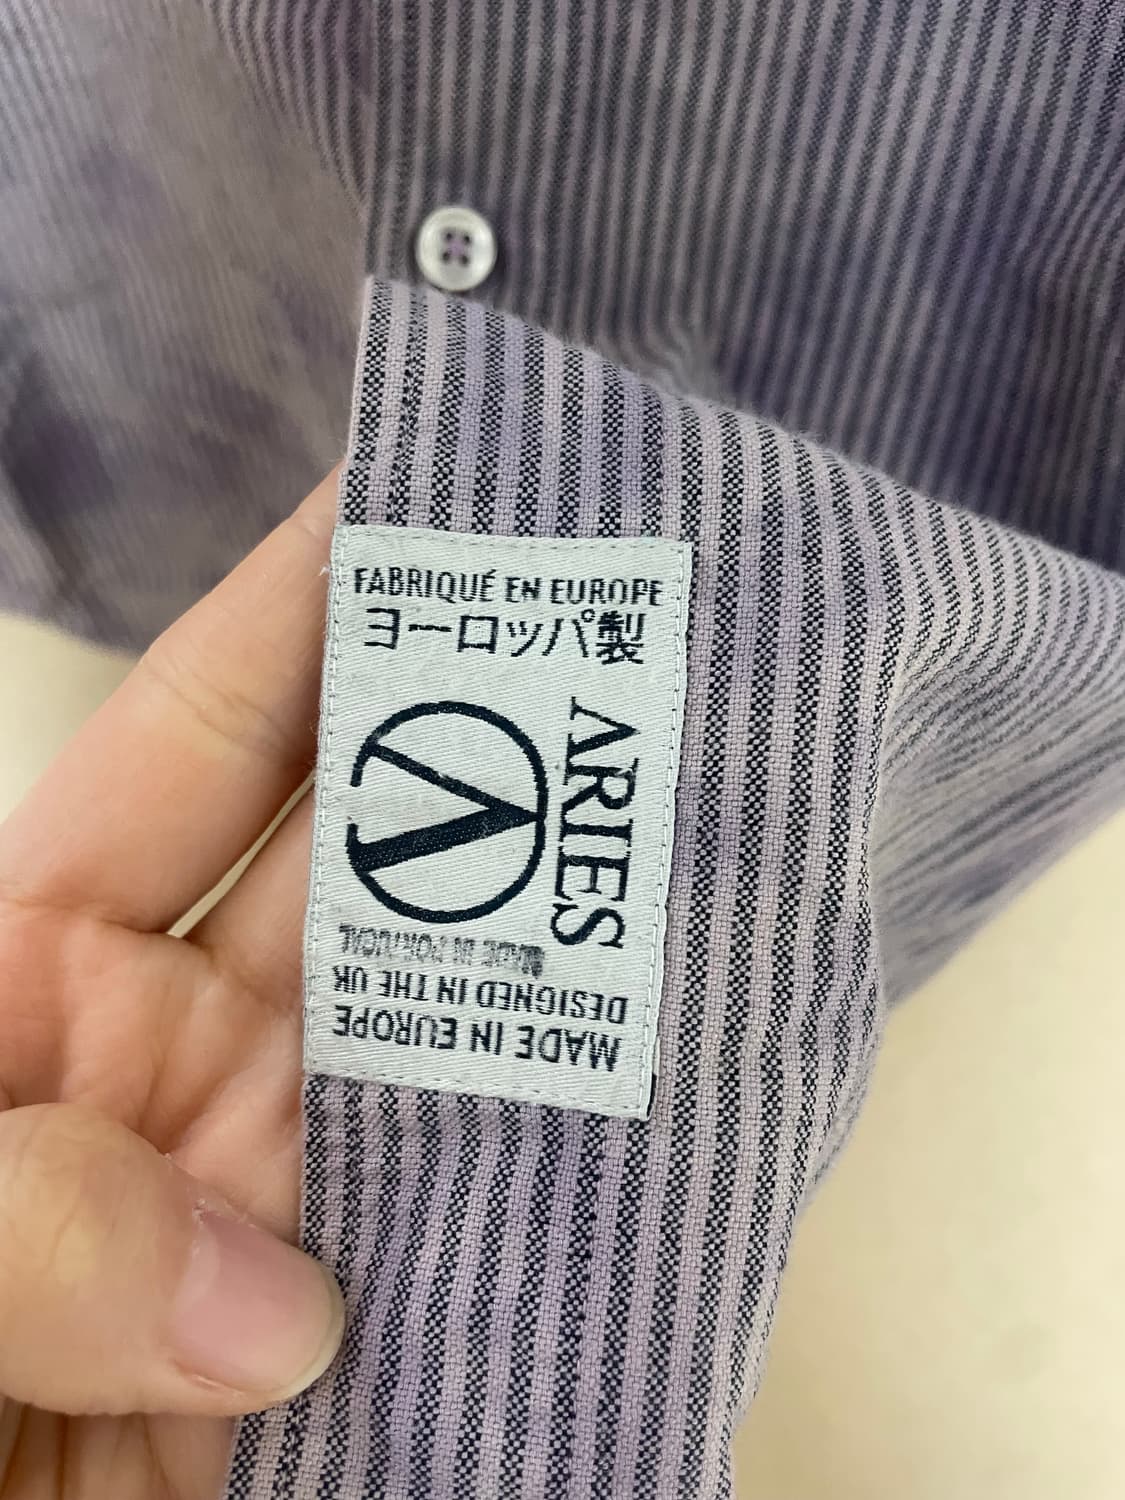 FABRIQUÉ EN EUROPE
ヨーロッパ製
ARIES
MADE IN EUROPE
DESIGNED IN THE UK
MADE IN PORTUGAL